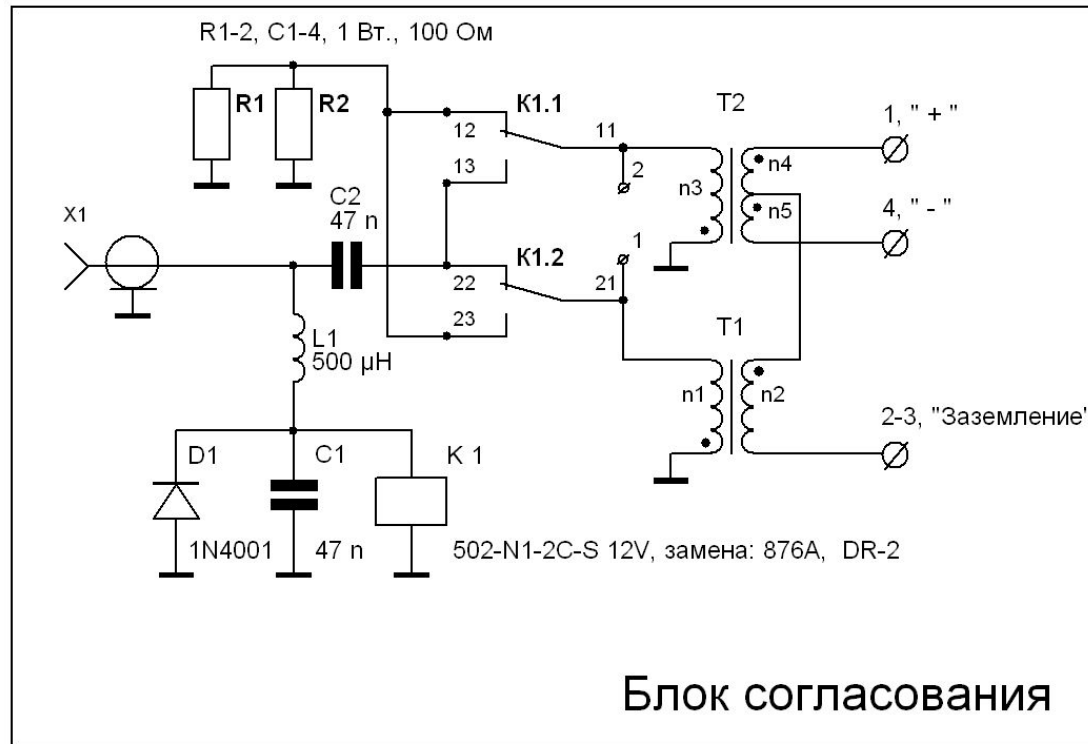 R1-2, C1-4, 1 Вт., 100 Ом
R1
R2
К1.1
T2
1, " + "
12
11
2
n4
13
n3
n5
4, " - "
C2
47 n
X1
К1.2
1
22
21
23
T1
L1
500 µH
n1
n2
2-3, "Заземление"
D1
C1
K 1
1N4001
47 n
502-N1-2C-S 12V, замена: 876A, DR-2
Блок согласования